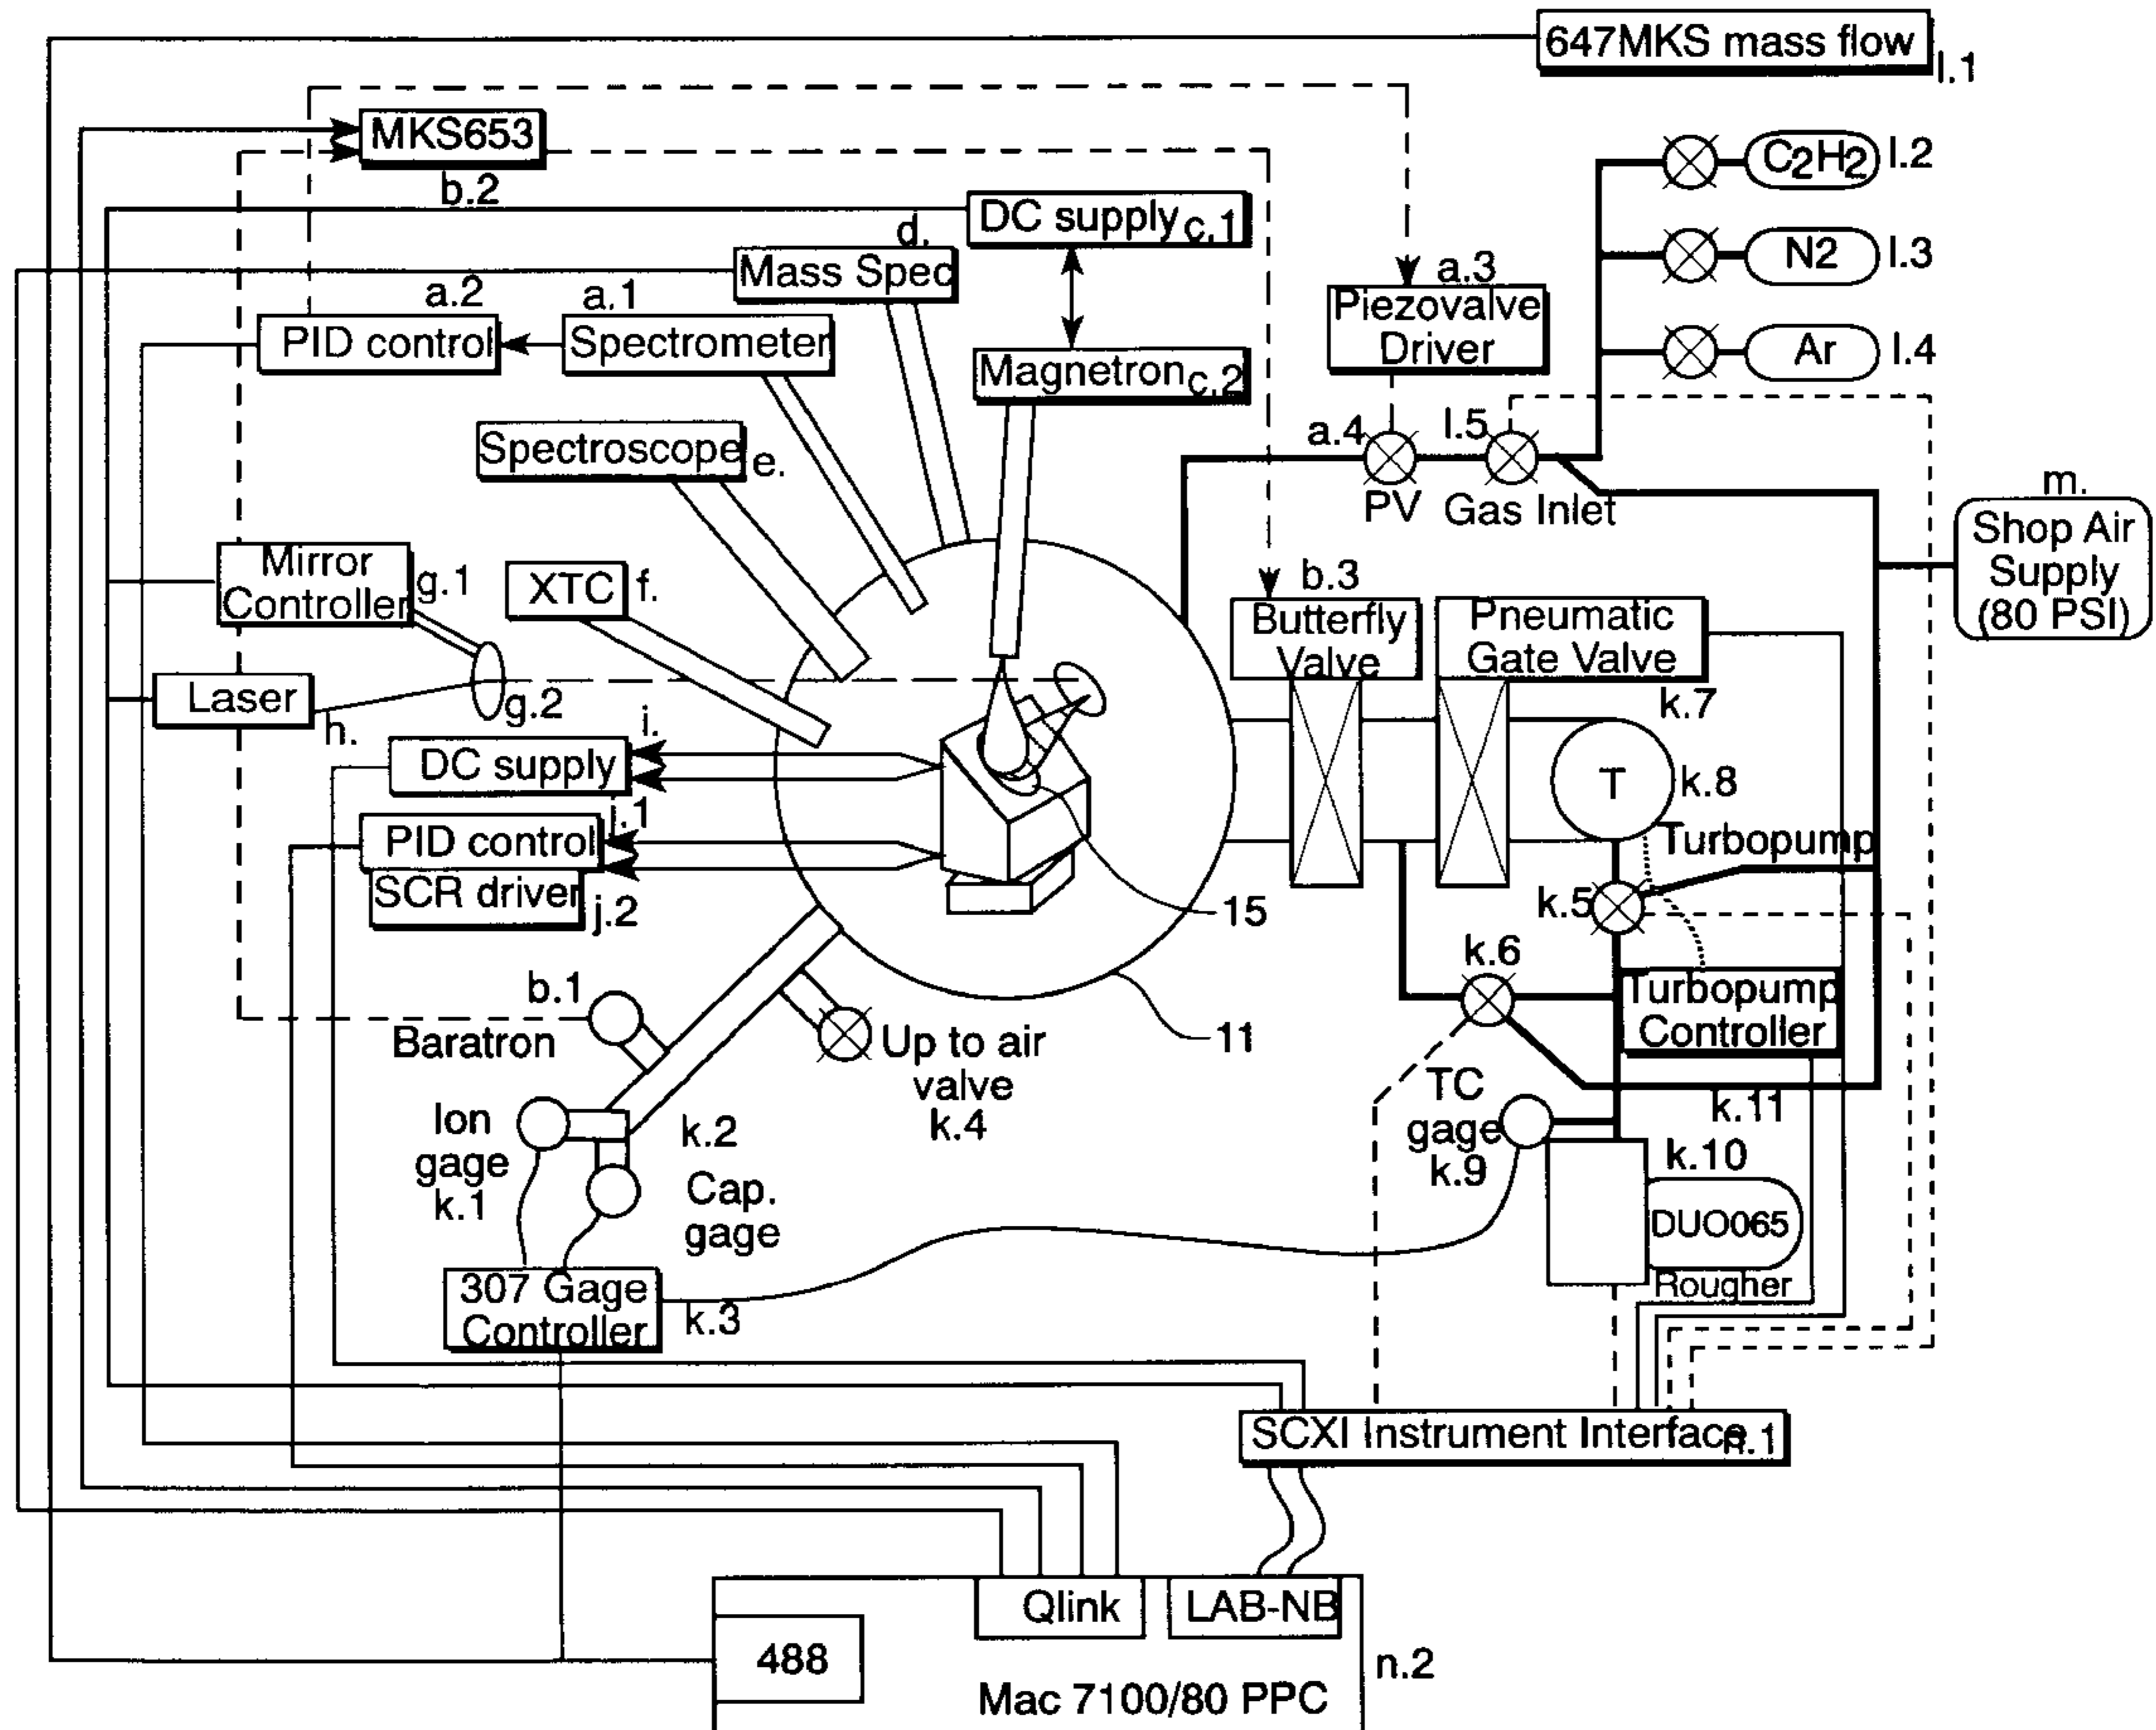 647MKS mass flow
l.1
MKS653
b.2
C2H2
l.2
N2
l.3
Ar
l.4
DC supply
c.1
d.
Mass Spec
a.2
PID control
a.1
Spectrometer
Magnetron
c.2
a.3
Piezovalve
Driver
a.4
PV
l.5
Gas Inlet
Spectroscope
e.
m.
Shop Air
Supply
(80 PSI)
Mirror
Controller
g.1
XTC
f.
b.3
Butterfly
Valve
Pneumatic
Gate Valve
k.7
Laser
h.
g.2
i.
DC supply
T
k.8
Turbopump
.1
PID control
SCR driver
j.2
15
k.5
k.6
b.1
Baratron
11
Up to air
valve
k.4
Turbopump
Controller
k.11
Ion
gage
k.1
k.2
Cap.
gage
TC
gage
k.9
k.10
DUO065
Rougher
307 Gage
Controller
k.3
SCXI Instrument Interface
n.1
Qlink
LAB-NB
488
n.2
Mac 7100/80 PPC